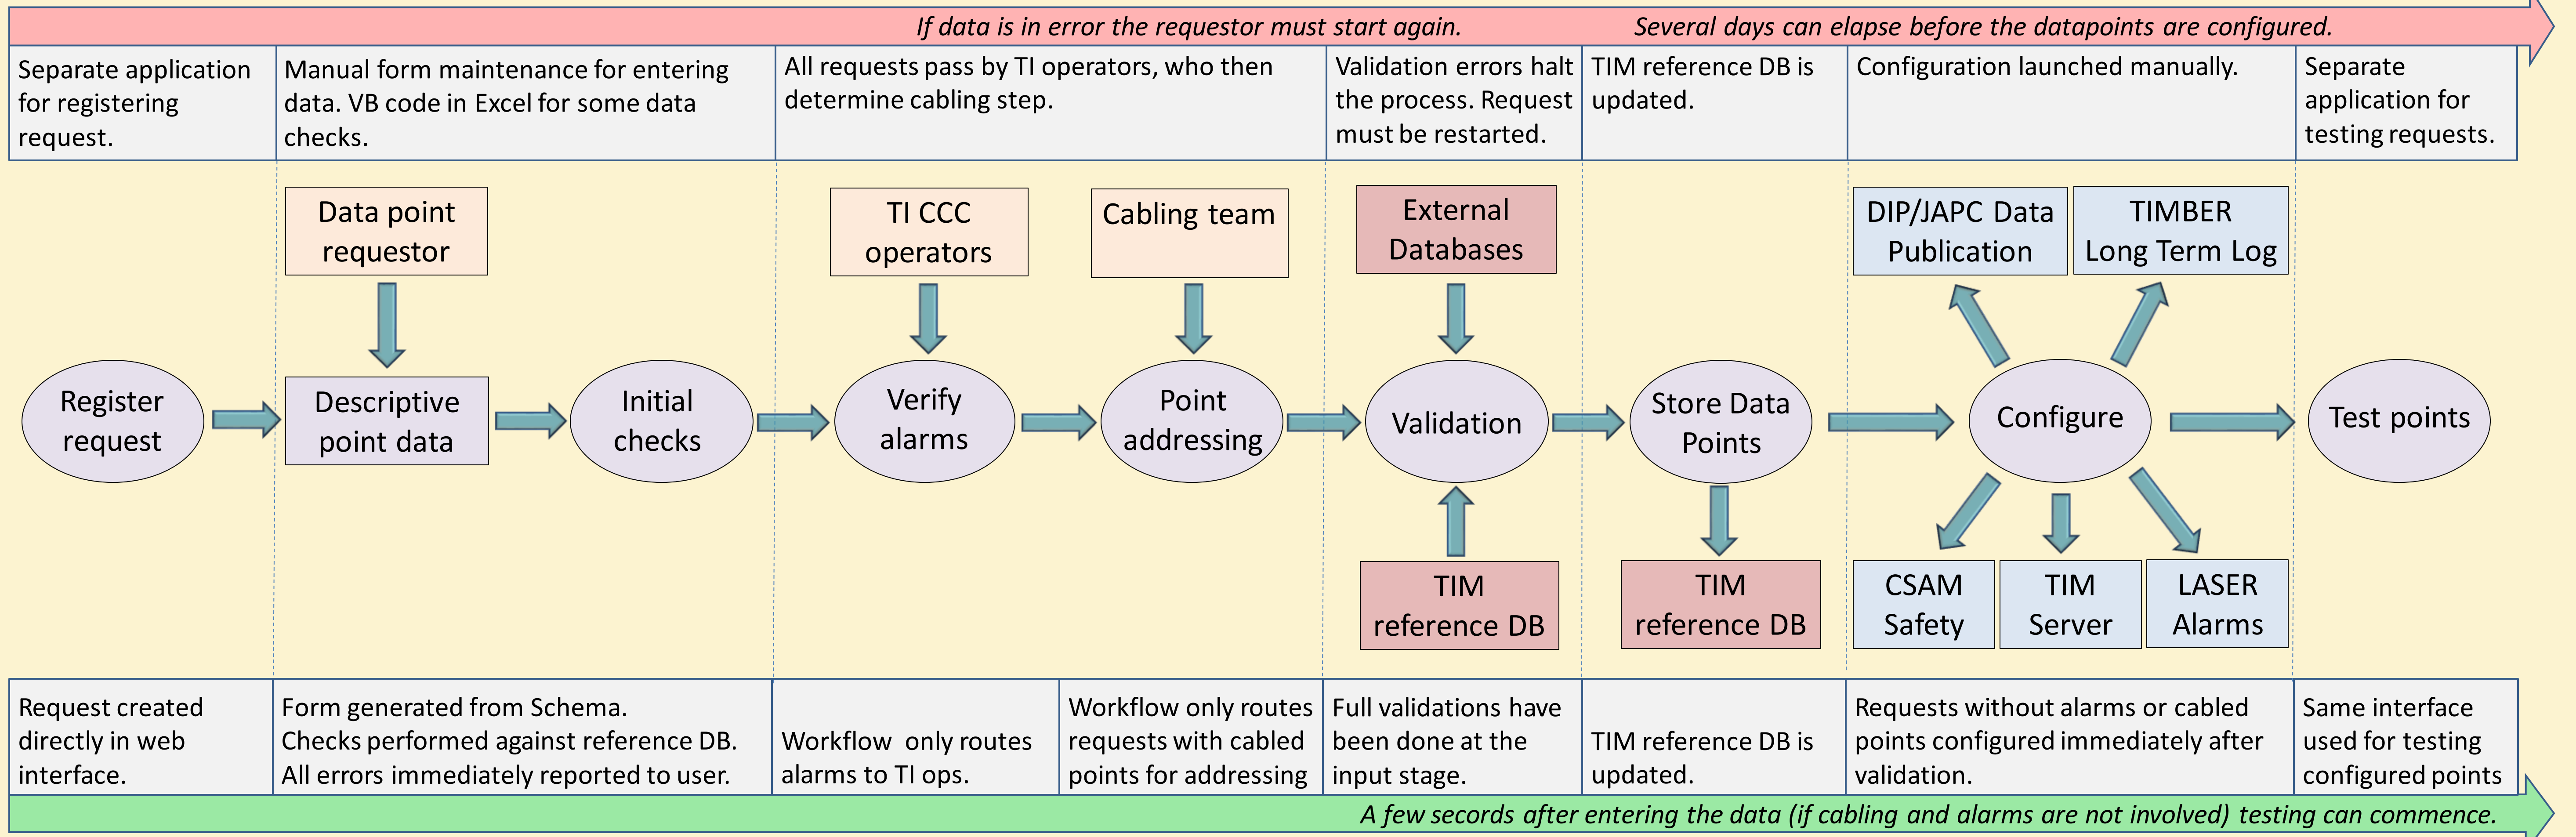 If data is in error the requestor must start again. Several days can elapse before the datapoints are configured.
Separate application
for registering
request.
Manual form maintenance for entering
data. VB code in Excel for some data
checks.
All requests pass by TI operators, who then
determine cabling step.
Validation errors halt
the process. Request
must be restarted.
TIM reference DB is
updated.
Configuration launched manually.
Separate
application for
testing requests.
Data point
requestor
TI CCC
operators
Cabling team
External
Databases
DIP/JAPC Data
Publication
TIMBER
Long Term Log
Register
request
Descriptive
point data
Initial
checks
Verify
alarms
Point
addressing
Validation
Store Data
Points
Configure
Test points
TIM
reference DB
TIM
reference DB
CSAM
Safety
TIM
Server
LASER
Alarms
Request created
directly in web
interface.
Form generated from Schema.
Checks performed against reference DB.
All errors immediately reported to user.
Workflow only routes
alarms to TI ops.
Workflow only routes
requests with cabled
points for addressing
Full validations have
been done at the
input stage.
TIM reference DB is
updated.
Requests without alarms or cabled
points configured immediately after
validation.
Same interface
used for testing
configured points
A few seconds after entering the data (if cabling and alarms are not involved) testing can commence.